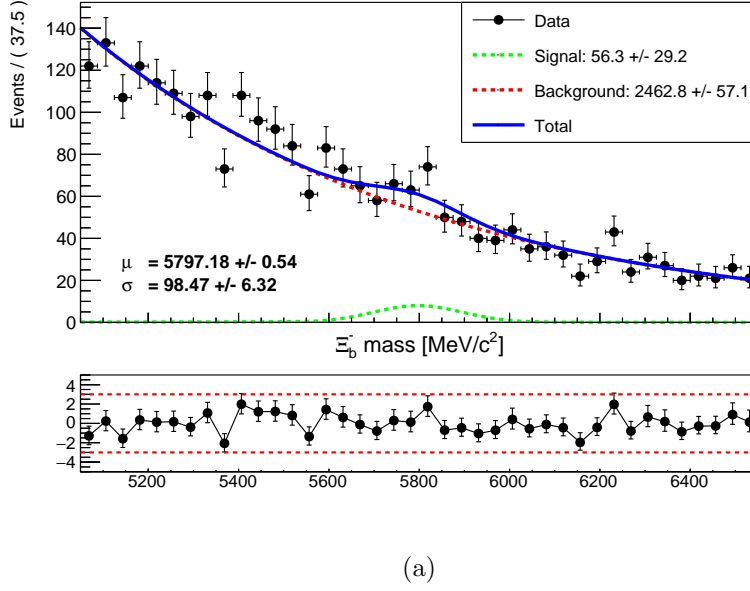 Events / ( 37.5 )
140
120
100
80
60
40
20
0
Data
Signal: 56.3 +/- 29.2
Background: 2462.8 +/- 57.1
Total
μ = 5797.18 +/- 0.54
σ = 98.47 +/- 6.32
Ξb- mass [MeV/c2]
4
2
0
−2
−4
5200 5400 5600 5800 6000 6200 6400
(a)